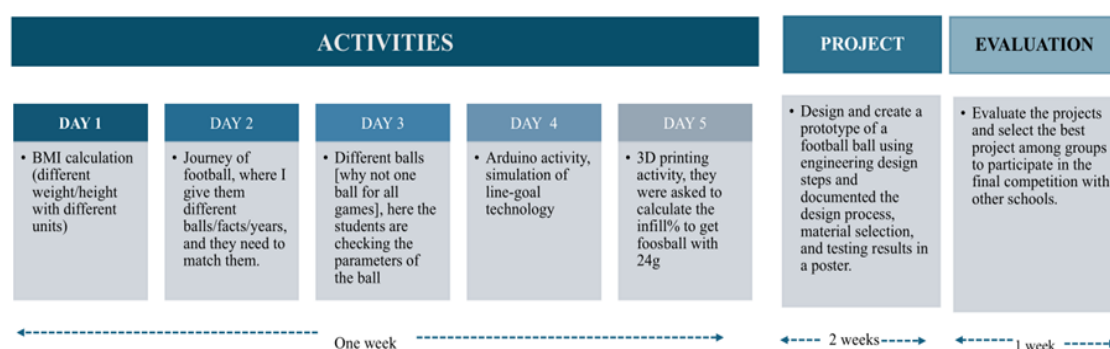 ACTIVITIES
PROJECT
EVALUATION
DAY 1
• BMI calculation
(different
weight/height
with different
units)
DAY 2
• Journey of
football, where I
give them
different
balls/facts/years,
and they need to
match them.
DAY 3
• Different balls
[why not one
ball for all
games], here the
students are
checking the
parameters of
the ball
DAY 4
• Arduino activity,
simulation of
line-goal
technology
DAY 5
• 3D printing
activity, they
were asked to
calculate the
infill% to get
foosball with
24g
• Design and create a
prototype of a
football ball using
engineering design
steps and
documented the
design process,
material selection,
and testing results in
a poster.
• Evaluate the projects
and select the best
project among groups
to participate in the
final competition with
other schools.
One week
2 weeks
1 week